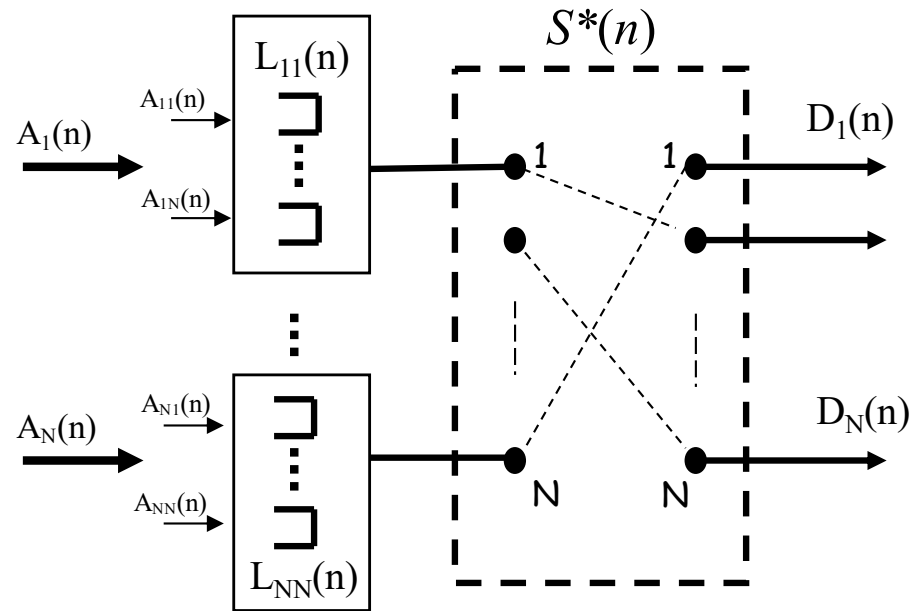 S*(n)
L₁₁(n)
A₁₁(n)
A₁(n)
A₁ₙ(n)
1
1
D₁(n)
Aₙ₁(n)
Aₙ(n)
Aₙₙ(n)
Lₙₙ(n)
N
N
Dₙ(n)